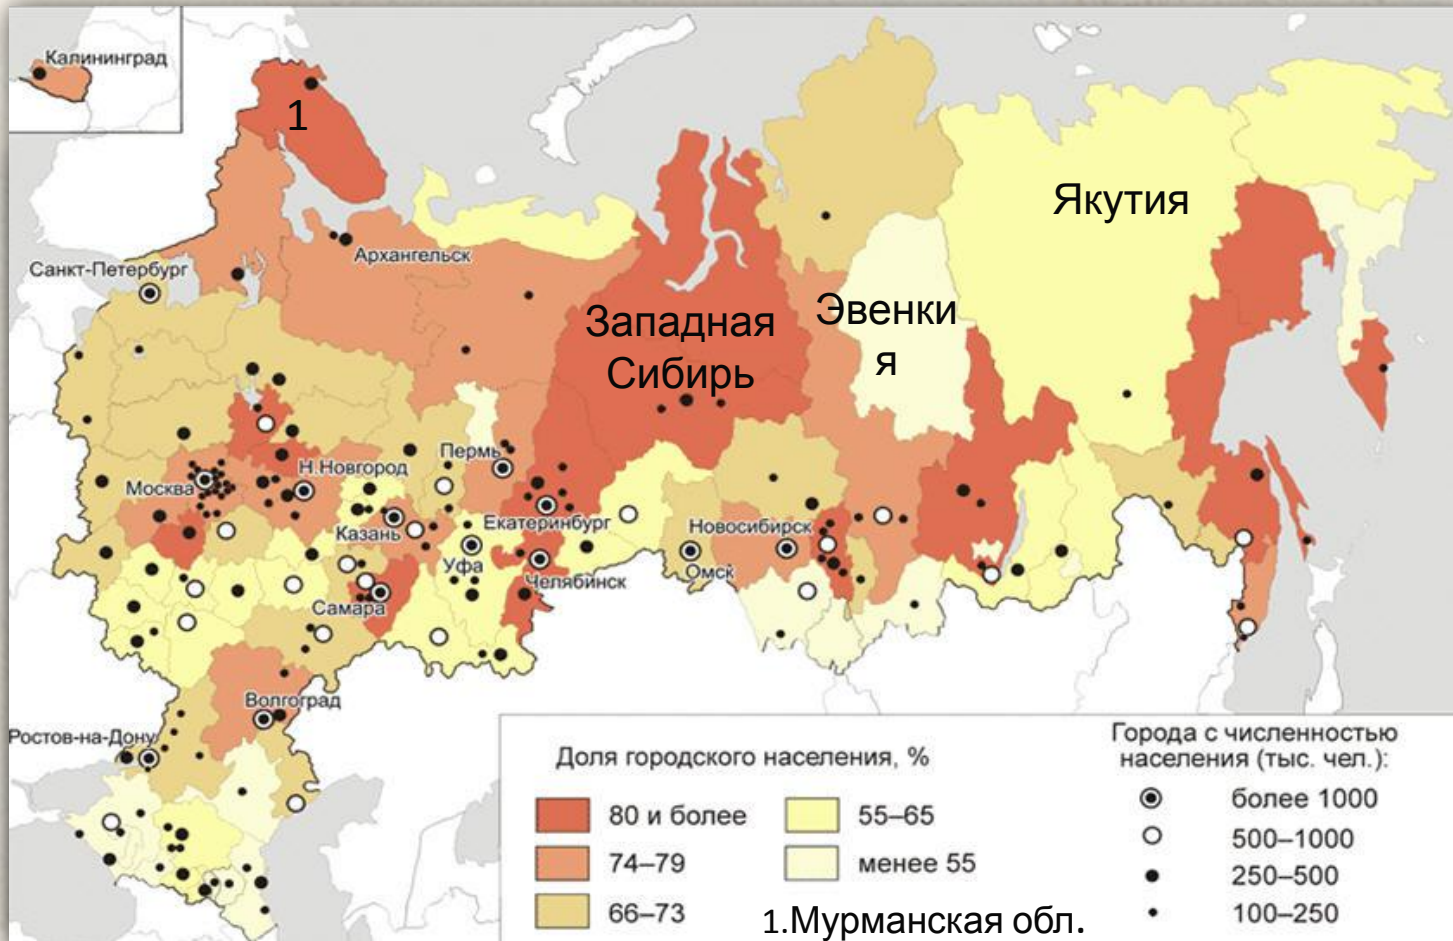 Калининград
1
Архангельск
Санкт-Петербург
Якутия
Западная
Сибирь
Эвенки
я
Пермь
Н.Новгород
Москва
Казань
Екатеринбург
Новосибирск
Уфа
Омск
Челябинск
Самара
Волгоград
Ростов-на-Дону
Доля городского населения, %
80 и более
74–79
66–73
55–65
менее 55
Города с численностью
населения (тыс. чел.):
более 1000
500–1000
250–500
100–250
1.Мурманская обл.